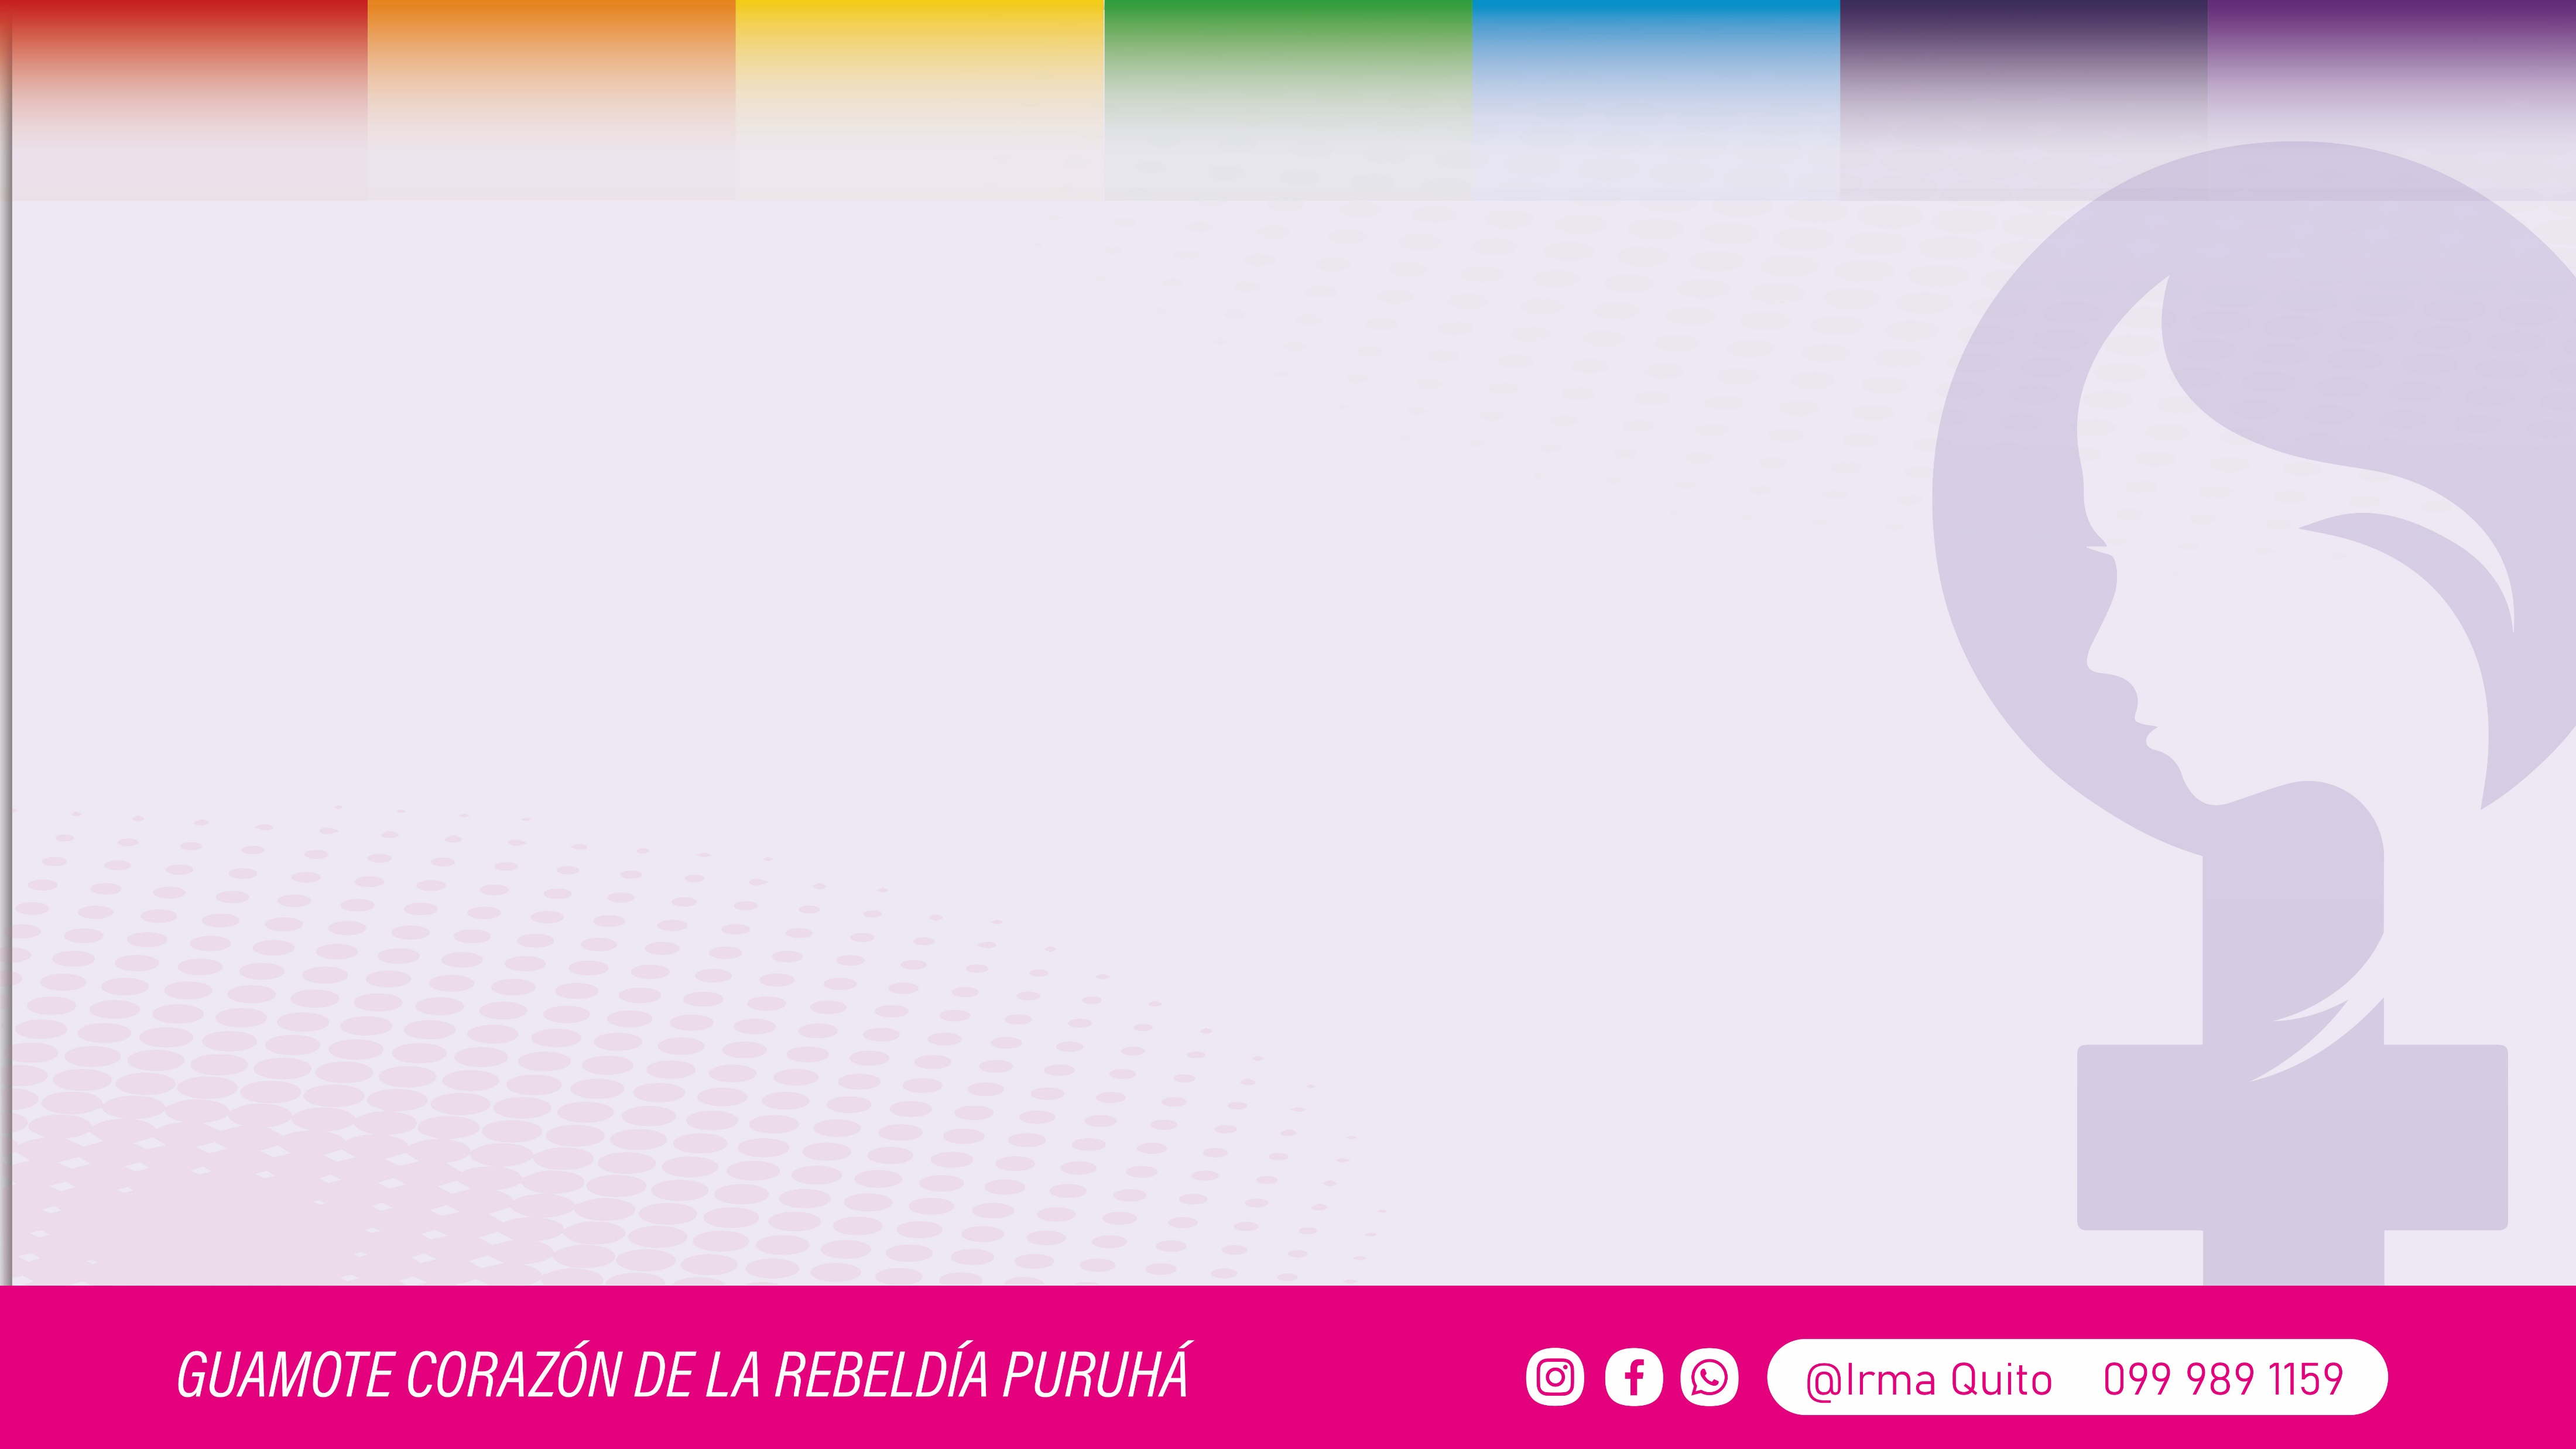 GUAMOTE CORAZÓN DE LA REBELDÍA PURUHÁ
@Irma Quito 099 989 1159